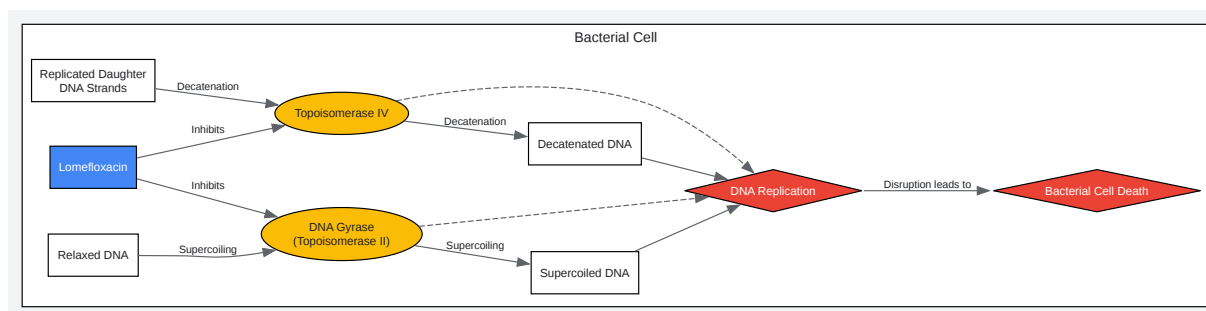 Bacterial Cell
Replicated Daughter
DNA Strands
Decatenation
Topoisomerase IV
Inhibits
Decatenation
Decatenated DNA
Lomefloxacin
DNA Replication
Disruption leads to
Bacterial Cell Death
Inhibits
DNA Gyrase
(Topoisomerase II)
Relaxed DNA
Supercoiling
Supercoiling
Supercoiled DNA